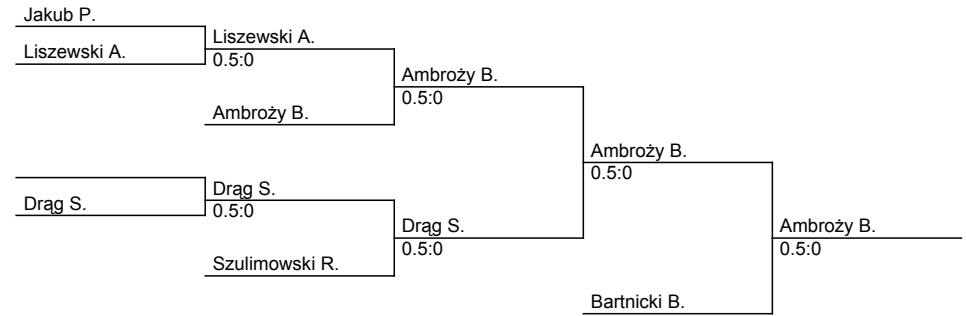 Jakub P.
Liszewski A.
Liszewski A.
0.5:0
Ambroży B.
Ambroży B.
0.5:0
Drąg S.
Drąg S.
0.5:0
Szulimowski R.
Drąg S.
0.5:0
Ambroży B.
0.5:0
Bartnicki B.
Ambroży B.
0.5:0